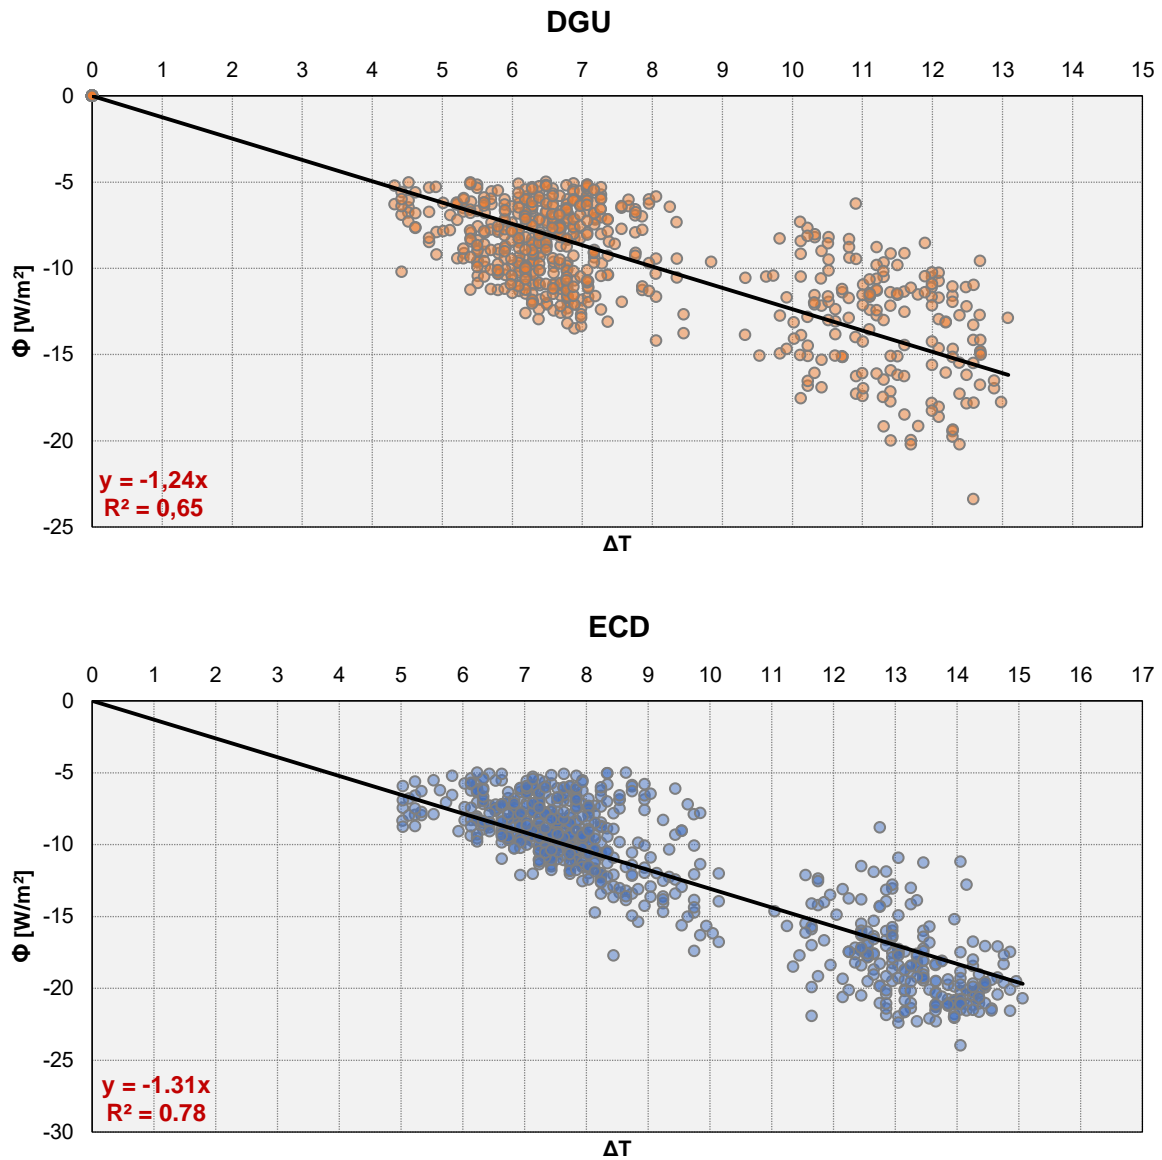 DGU
0 1 2 3 4 5 6 7 8 9 10 11 12 13 14 15
0
-5
-10
-15
-20
-25
Φ [W/m²]
y = -1,24x
R² = 0,65
ΔT
ECD
0 1 2 3 4 5 6 7 8 9 10 11 12 13 14 15 16 17
0
-5
-10
-15
-20
-25
-30
Φ [W/m²]
y = -1.31x
R² = 0.78
ΔT